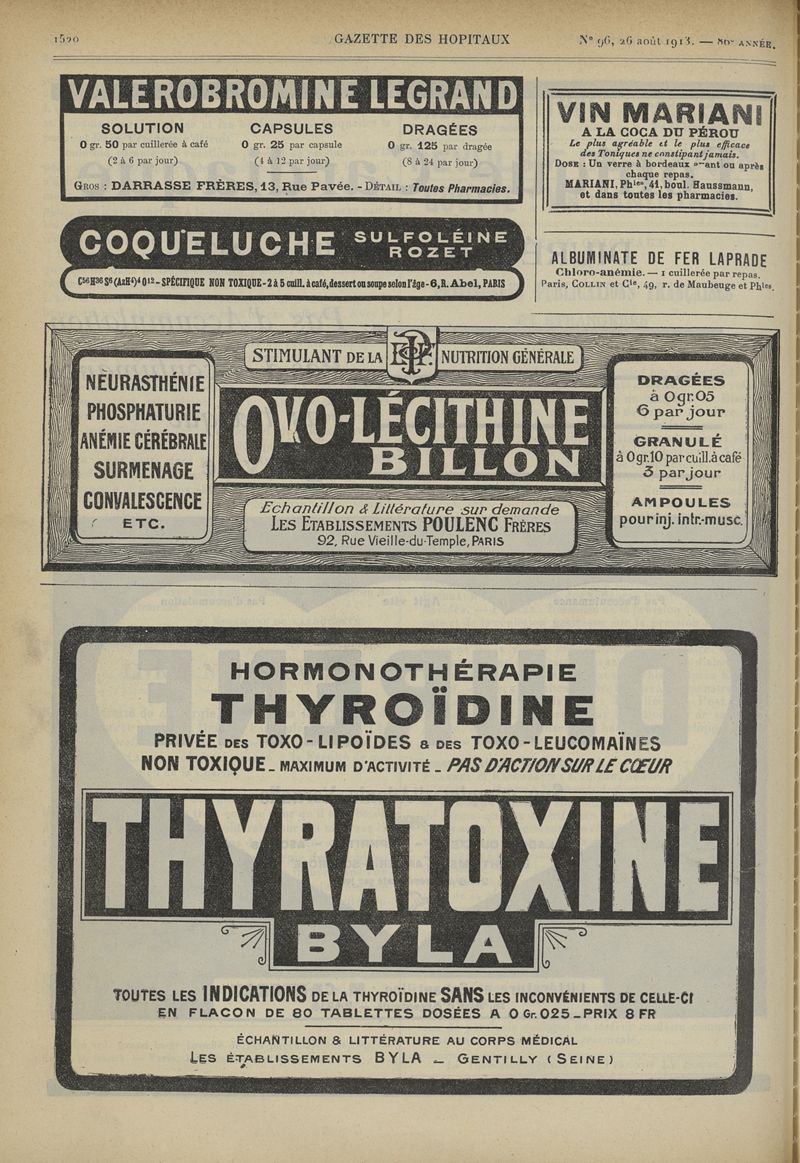 1520
GAZETTE DES HOPITAUX
N° 96, 26 août 1913. — 86e ANNÉE.
VALEROBROMINE LEGRAND
SOLUTION
0 gr. 50 par cuillerée à café
(2 à 6 par jour)
CAPSULES
0 gr. 25 par capsule
(4 à 12 par jour)
DRAGÉES
0 gr. 125 par dragée
(8 à 24 par jour)
GROS : DARRASSE FRÈRES, 13, Rue Pavée. - DÉTAIL : Toutes Pharmacies.
VIN MARIANI
A LA COCA DU PÉROU
Le plus agréable et le plus efficace
des Toniques ne constipant jamais.
DOSE : Un verre à bordeaux ant ou après
chaque repas.
MARIANI, Phien, 41, boul. Haussmann,
et dans toutes les pharmacies.
COQUELUCHE SULFOLÉINE
ROZET
C56H36S6(AzH4)4O12 - SPÉCIFIQUE NON TOXIQUE - 2 à 5 cuill. à café, dessert ou soupe selon l'âge - 6, R. Abel, PARIS
ALBUMINATE DE FER LAPRADE
Chloro-anémie. — 1 cuillerée par repas.
Paris, COLLIN et Cie, 49, r. de Maubeuge et Phies.
STIMULANT DE LA NUTRITION GÉNÉRALE
NEURASTHÉNIE
PHOSPHATURIE
ANÉMIE CÉRÉBRALE
SURMENAGE
CONVALESCENCE
ETC.
OVO-LÉCITHINE
BILLON
Echantillon & Littérature sur demande
LES ETABLISSEMENTS POULENC FRÈRES
92, Rue Vieille-du-Temple, PARIS
DRAGÉES
à 0gr.05
6 par jour
GRANULÉ
à 0gr.10 par cuill. à café
3 par jour
AMPOULES
pour inj. intr.-musc.
HORMONOTHÉRAPIE
THYROÏDINE
PRIVÉE DES TOXO-LIPOÏDES & DES TOXO-LEUCOMAÏNES
NON TOXIQUE - MAXIMUM D'ACTIVITÉ - PAS D'ACTION SUR LE CŒUR
THYRATOXINE
BYLA
TOUTES LES INDICATIONS DE LA THYROÏDINE SANS LES INCONVÉNIENTS DE CELLE-CI
EN FLACON DE 80 TABLETTES DOSÉES A 0 Gr. 025 - PRIX 8 FR
ÉCHANTILLON & LITTÉRATURE AU CORPS MÉDICAL
LES ÉTABLISSEMENTS BYLA - GENTILLY (SEINE)